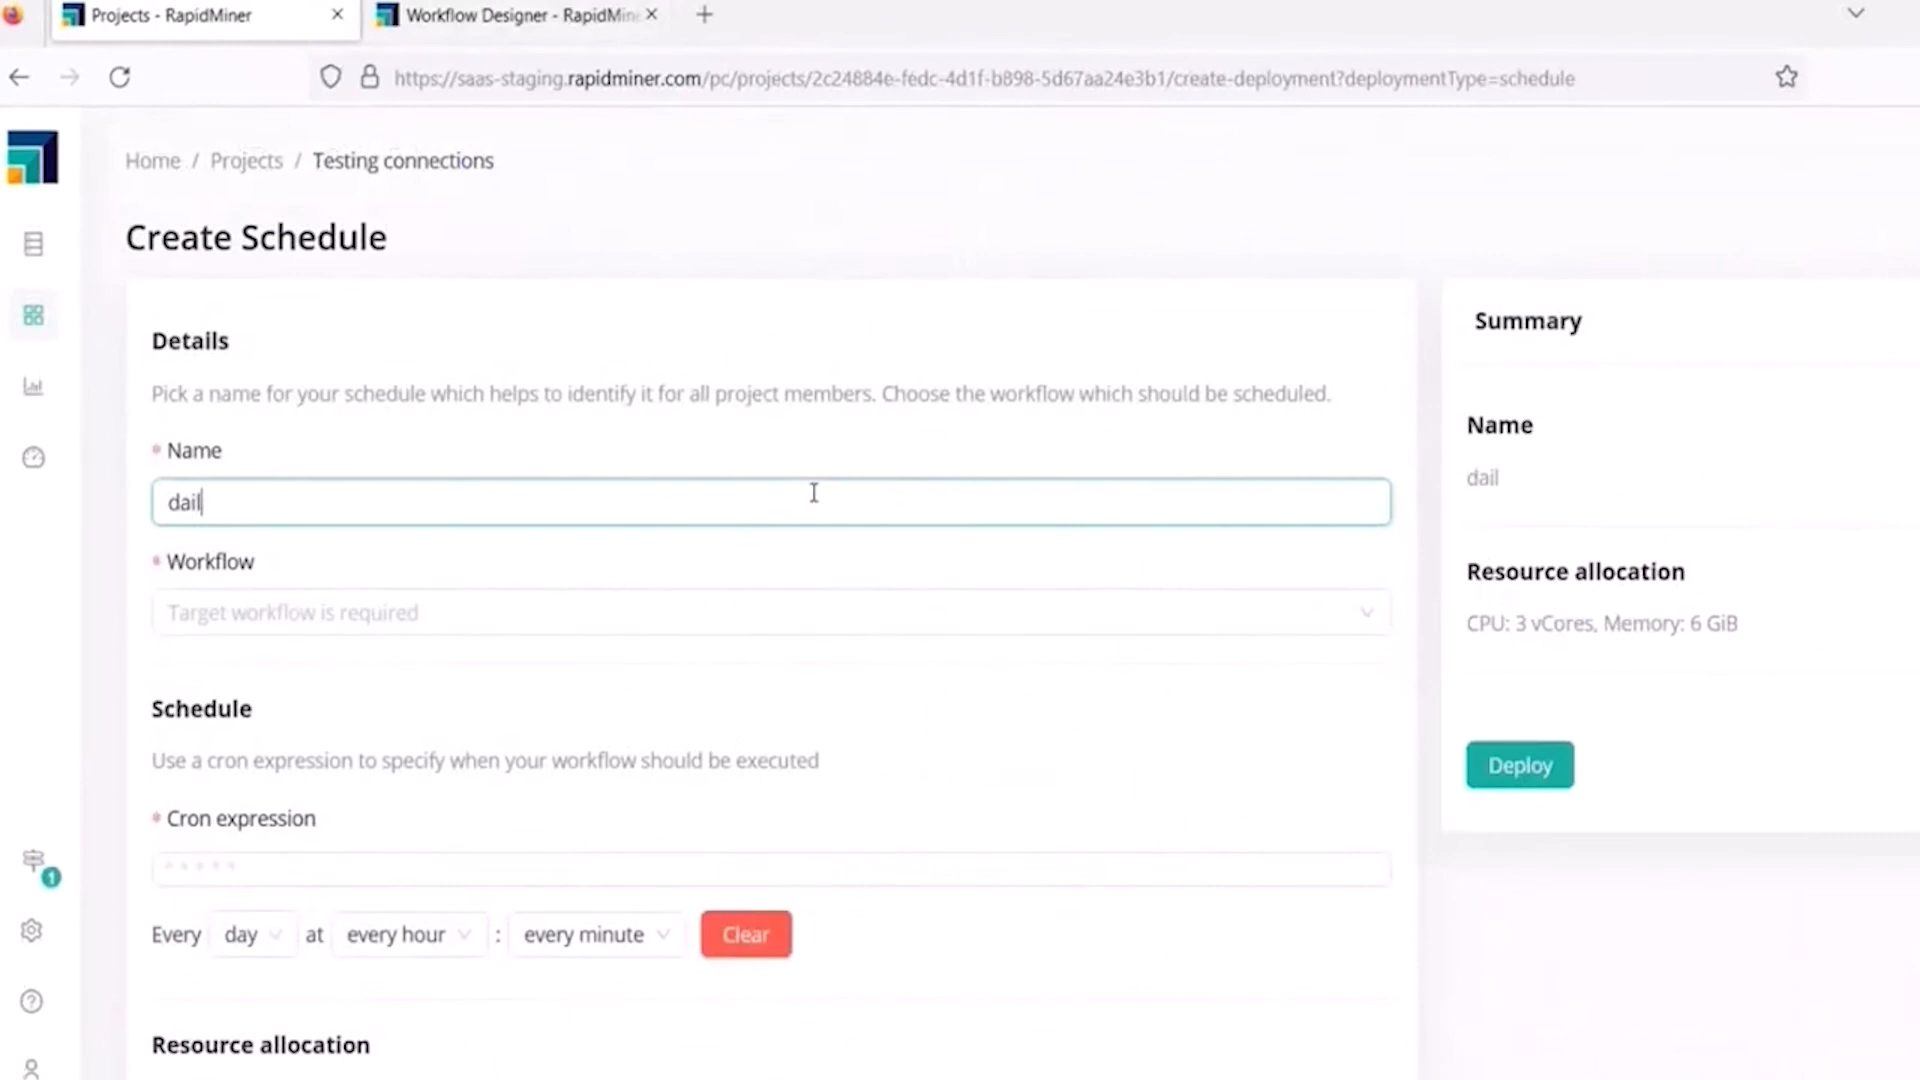 Projects - RapidMiner
Workflow Designer - RapidMin
https://saas-staging.rapidminer.com/pc/projects/2c24884e-fedc-4d1f-b898-5d67aa24e3b1/create-deployment?deploymentType=schedule
Home / Projects / Testing connections
Create Schedule
Details
Summary
Pick a name for your schedule which helps to identify it for all project members. Choose the workflow which should be scheduled.
* Name
Name
dail
dail
* Workflow
Resource allocation
Target workflow is required
CPU: 3 vCores, Memory: 6 GiB
Schedule
Use a cron expression to specify when your workflow should be executed
Deploy
* Cron expression
* * * * *
1
Every day at every hour : every minute Clear
Resource allocation